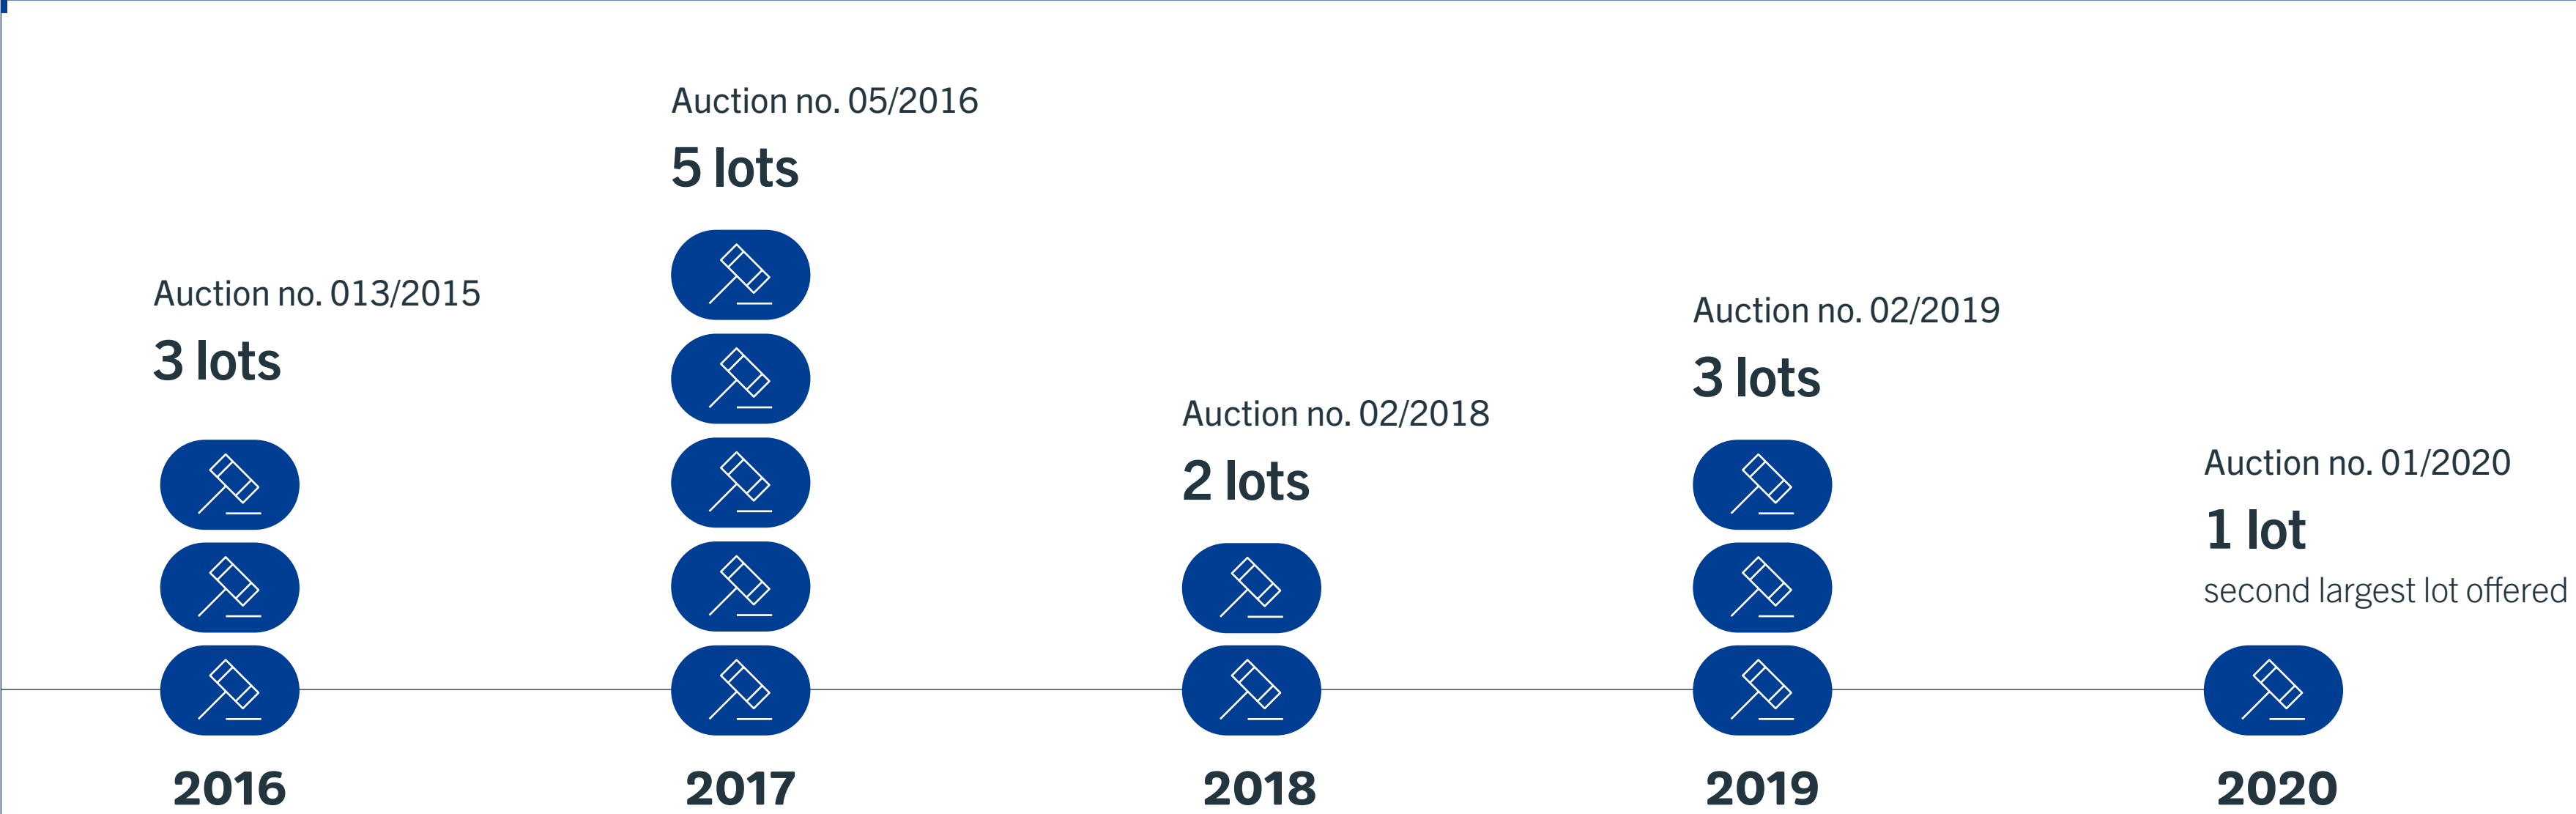 Auction no. 013/2015
3 lots
2016
Auction no. 05/2016
5 lots
2017
Auction no. 02/2018
2 lots
2018
Auction no. 02/2019
3 lots
2019
Auction no. 01/2020
1 lot
second largest lot offered
2020